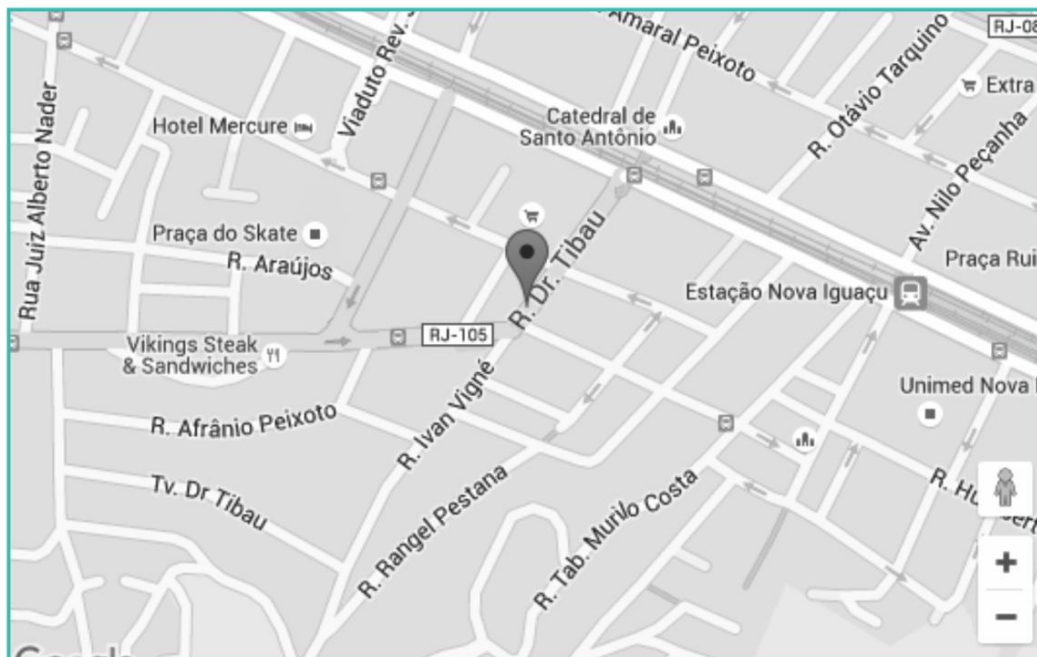 Amaral Peixoto
RJ-08
Viaduto Rev.
R. Otávio Tarquino
Extra
Rua Juiz Alberto Nader
Hotel Mercure
Catedral de
Santo Antônio
Av. Nilo Peçanha
Praça do Skate
R. Araújos
R. Dr. Tibau
Praça Rui
Estação Nova Iguaçu
RJ-105
Vikings Steak
& Sandwiches
Unimed Nova
R. Afrânio Peixoto
R. Ivan Vigné
Tv. Dr Tibau
R. Rangel Pestana
R. Tab. Murilo Costa
R. Hu
+
−
Google